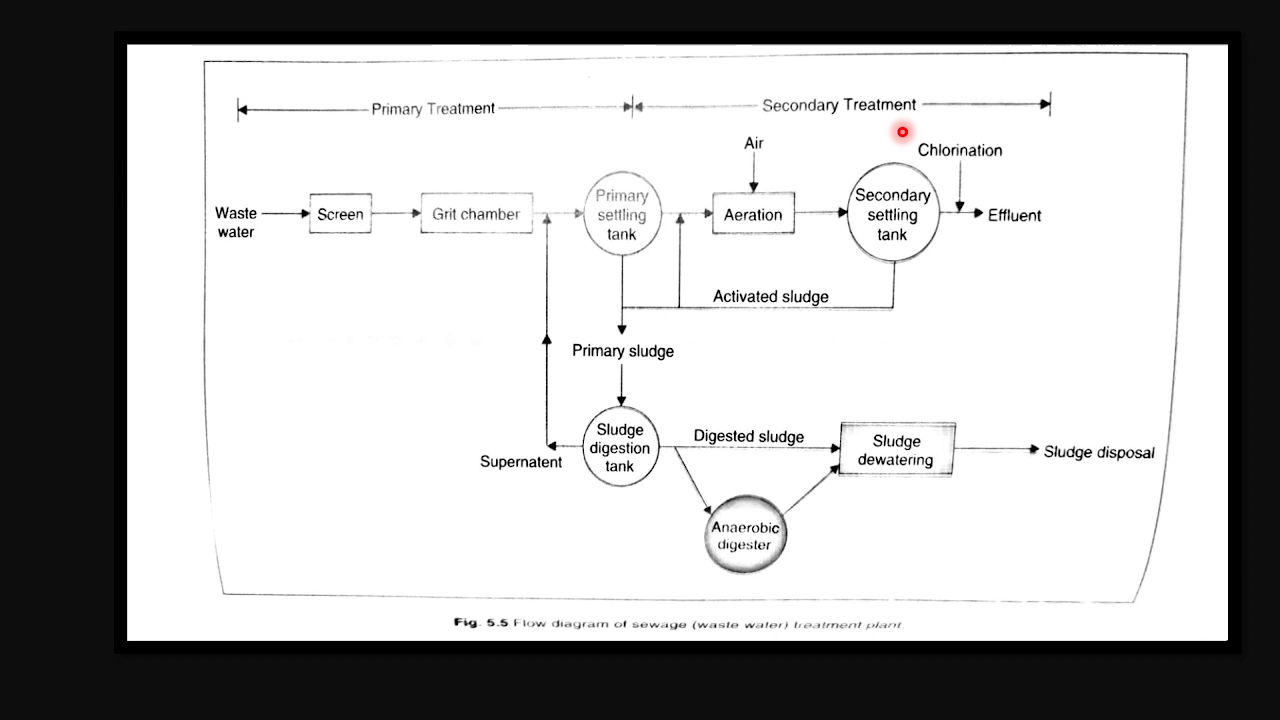 Primary Treatment
Secondary Treatment
Air
Chlorination
Waste
water
Screen
Grit chamber
Primary
settling
tank
Aeration
Secondary
settling
tank
Effluent
Activated sludge
Primary sludge
Sludge
digestion
tank
Supernatent
Digested sludge
Sludge
dewatering
Sludge disposal
Anaerobic
digester
Fig. 5.5 Flow diagram of sewage (waste water) treatment plant.